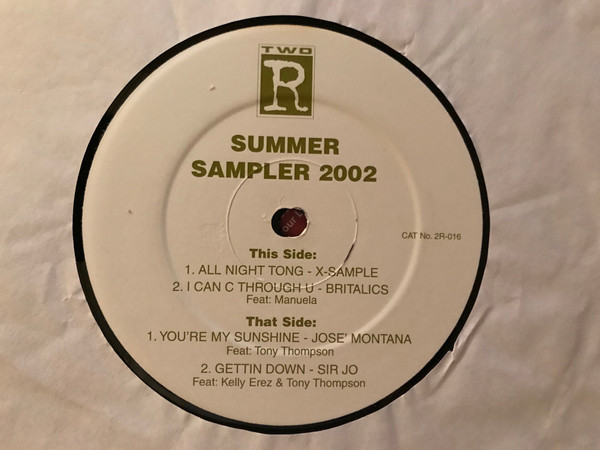 TWO
R
SUMMER
SAMPLER 2002
CAT No. 2R-016
This Side:
1. ALL NIGHT TONG - X-SAMPLE
2. I CAN C THROUGH U - BRITALICS
Feat: Manuela
That Side:
1. YOU'RE MY SUNSHINE - JOSE' MONTANA
Feat: Tony Thompson
2. GETTIN DOWN - SIR JO
Feat: Kelly Erez & Tony Thompson